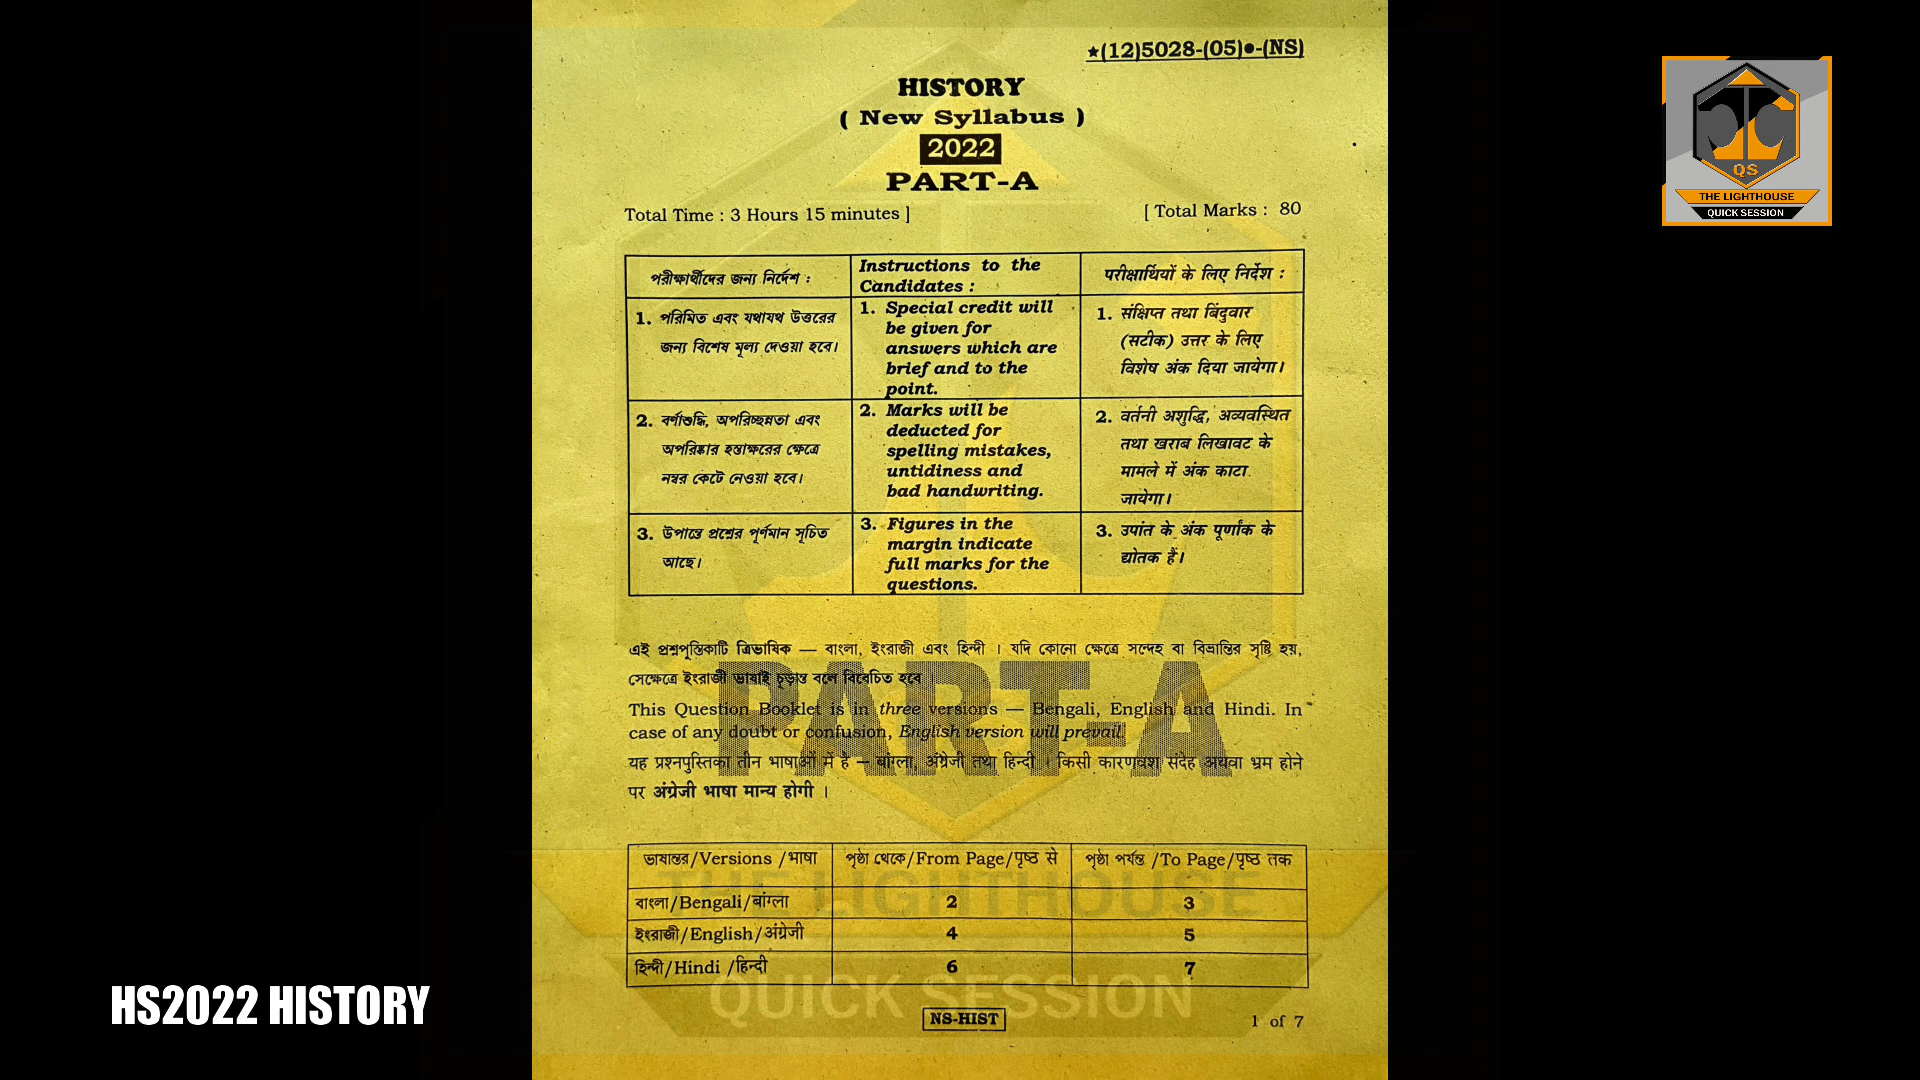 ★(12)5028-(05)●-(NS)
HISTORY
( New Syllabus )
2022
PART-A
Total Time : 3 Hours 15 minutes ]
[ Total Marks : 80
পরীক্ষার্থীদের জন্য নির্দেশ :
Instructions to the
Candidates :
परीक्षार्थियों के लिए निर्देश :
1. পরিমিত এবং যথাযথ উত্তরের
জন্য বিশেষ মূল্য দেওয়া হবে।
1. Special credit will
be given for
answers which are
brief and to the
point.
1. संक्षिप्त तथा बिंदुवार
(सटीक) उत्तर के लिए
विशेष अंक दिया जायेगा।
2. বর্ণাশুদ্ধি, অপরিচ্ছন্নতা এবং
অপরিষ্কার হস্তাক্ষরের ক্ষেত্রে
নম্বর কেটে নেওয়া হবে।
2. Marks will be
deducted for
spelling mistakes,
untidiness and
bad handwriting.
2. वर्तनी अशुद्धि, अव्यवस्थित
तथा खराब लिखावट के
मामले में अंक काटा
जायेगा।
3. উপান্তে প্রশ্নের পূর্ণমান সূচিত
আছে।
3. Figures in the
margin indicate
full marks for the
questions.
3. उपांत के अंक पूर्णांक के
द्योतक हैं।
এই প্রশ্নপুস্তিকাটি ত্রিভাষিক — বাংলা, ইংরাজী এবং হিন্দী । যদি কোনো ক্ষেত্রে সন্দেহ বা বিভ্রান্তির সৃষ্টি হয়,
সেক্ষেত্রে ইংরাজী ভাষাই চূড়ান্ত বলে বিবেচিত হবে ।
This Question Booklet is in three versions — Bengali, English and Hindi. In
case of any doubt or confusion, English version will prevail.
यह प्रश्नपुस्तिका तीन भाषाओं में है — बांग्ला, अंग्रेजी तथा हिन्दी । किसी कारणवश संदेह अथवा भ्रम होने
पर अंग्रेजी भाषा मान्य होगी ।
PART-A
ভাষান্তর/Versions /भाषा
পৃষ্ঠা থেকে/From Page/पृष्ठ से
পৃষ্ঠা পর্যন্ত /To Page/पृष्ठ तक
বাংলা/Bengali/बांग्ला
2
3
ইংরাজী/English/अंग्रेजी
4
5
হিন্দী/Hindi /हिन्दी
6
7
THE LIGHTHOUSE
QUICK SESSION
NS-HIST
1 of 7
QS
THE LIGHTHOUSE
QUICK SESSION
HS2022 HISTORY